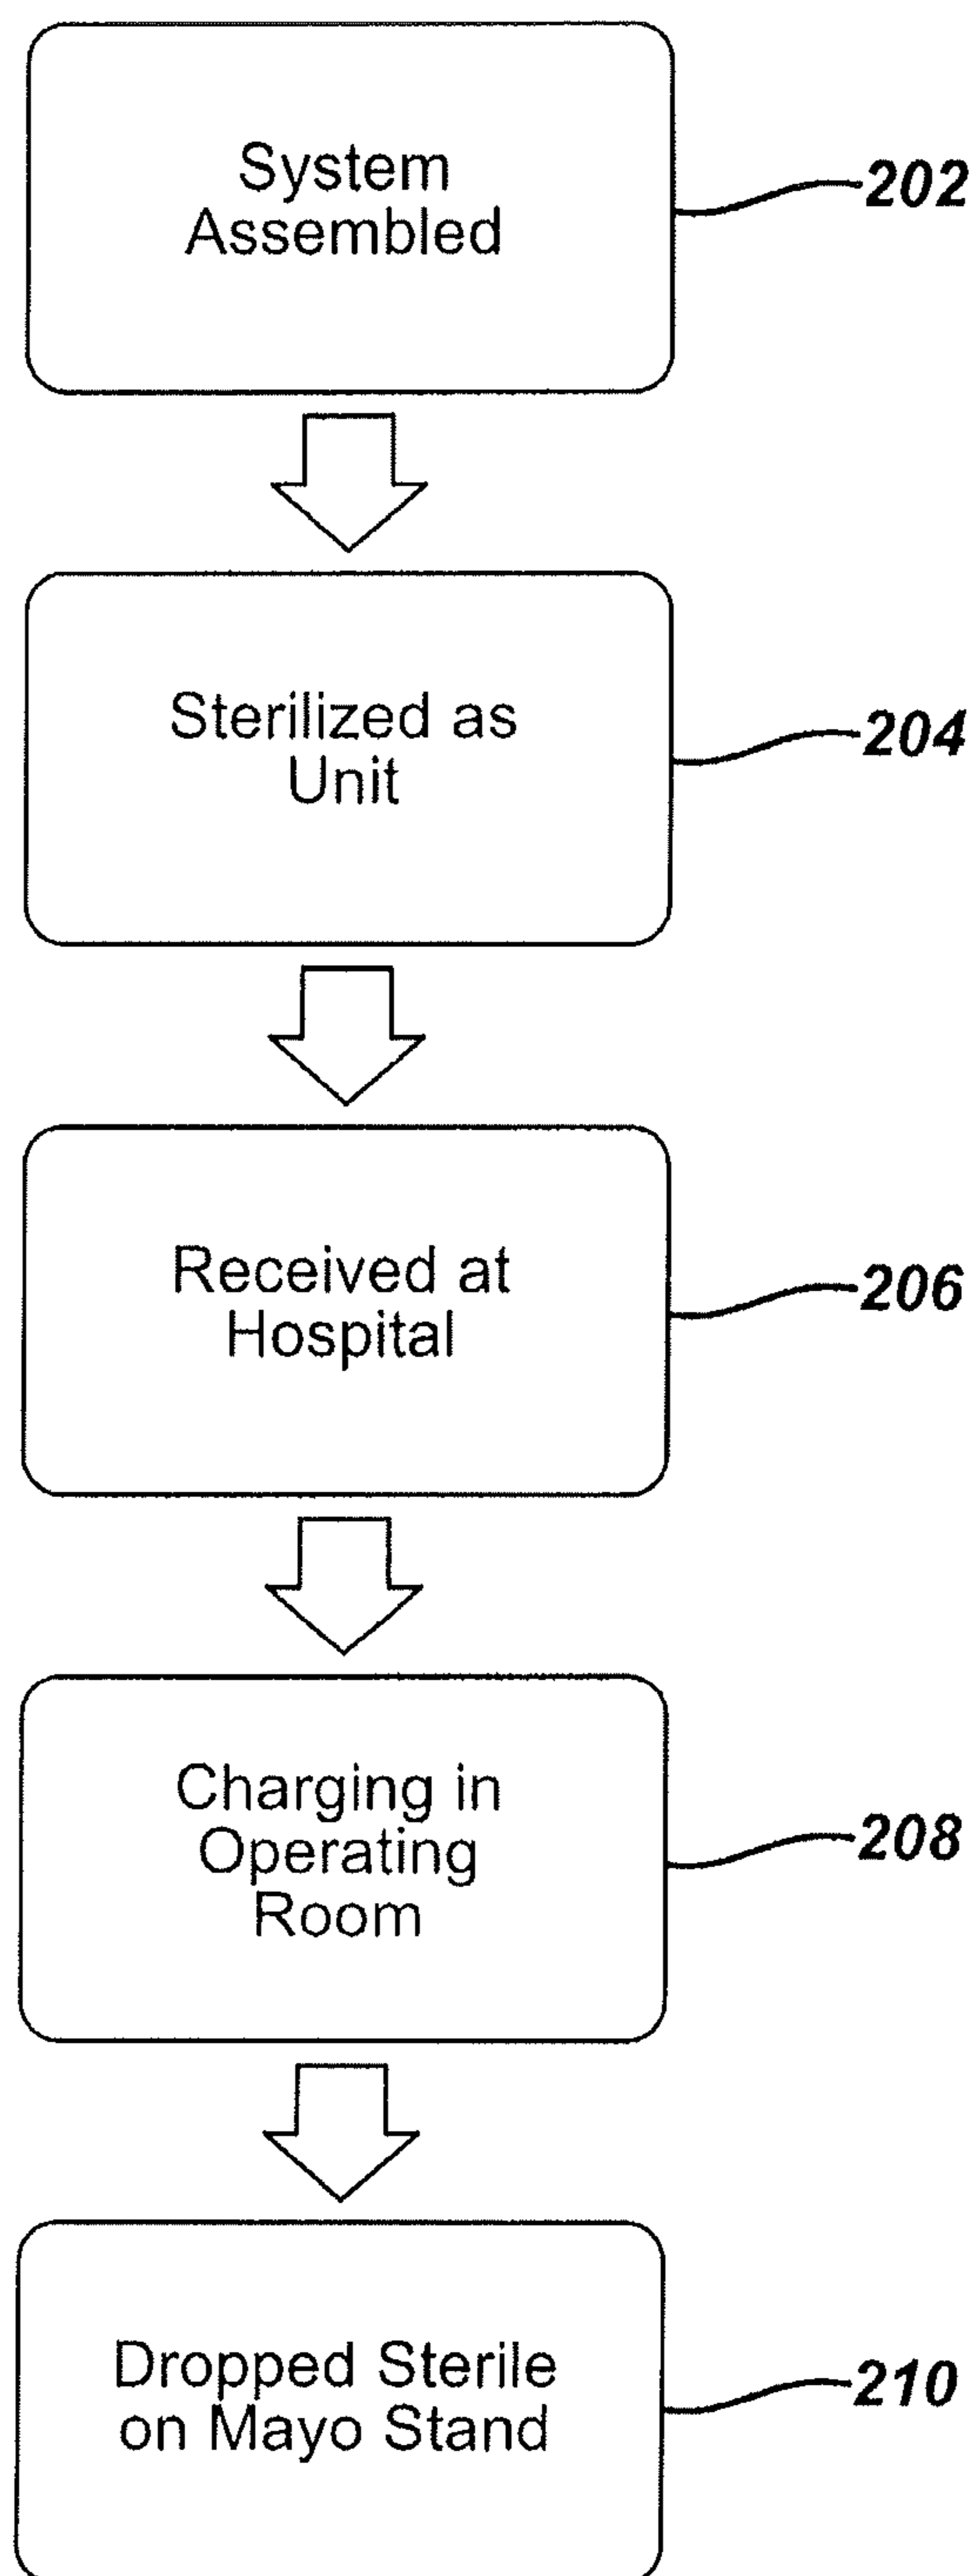 System
Assembled
202
Sterilized as
Unit
204
Received at
Hospital
206
Charging in
Operating
Room
208
Dropped Sterile
on Mayo Stand
210